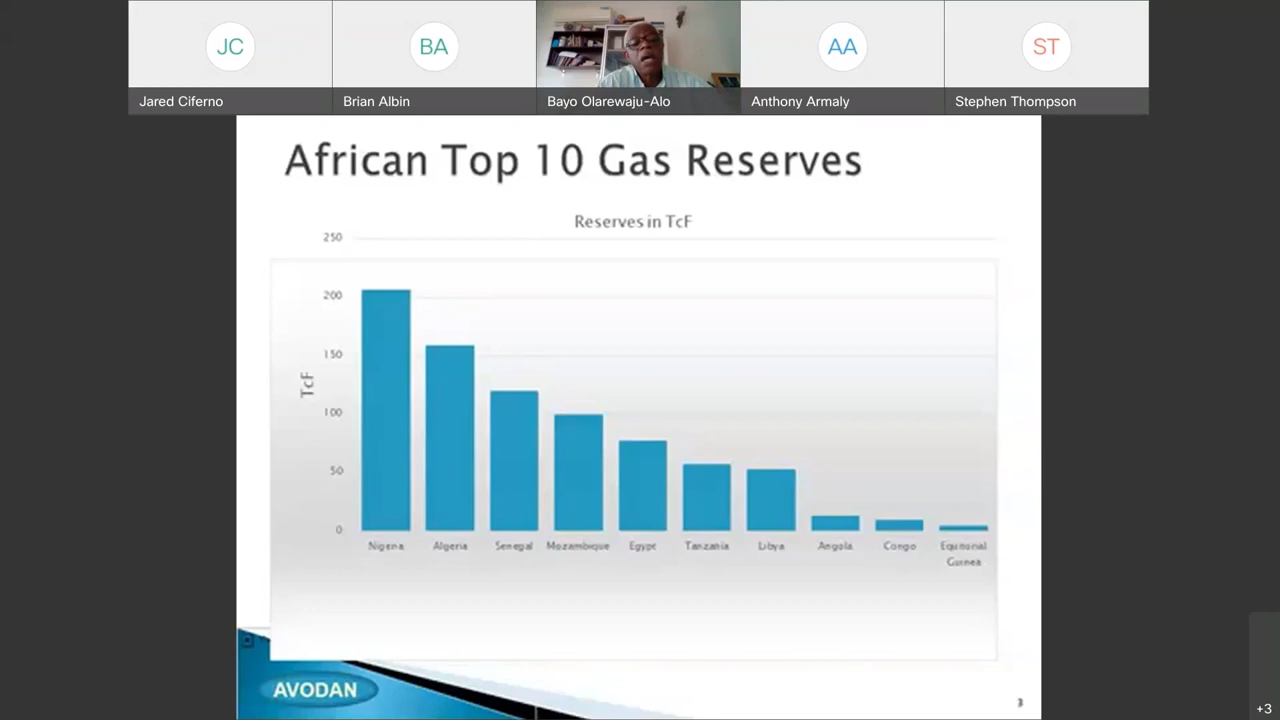 JC
BA
AA
ST
Jared Ciferno
Brian Albin
Bayo Olarewaju-Alo
Anthony Armaly
Stephen Thompson
African Top 10 Gas Reserves
Reserves in TcF
250
200
150
100
50
0
TcF
Nigeria
Algeria
Senegal
Mozambique
Egypt
Tanzania
Libya
Angola
Congo
Equitorial
Guinea
AVODAN
3
+3